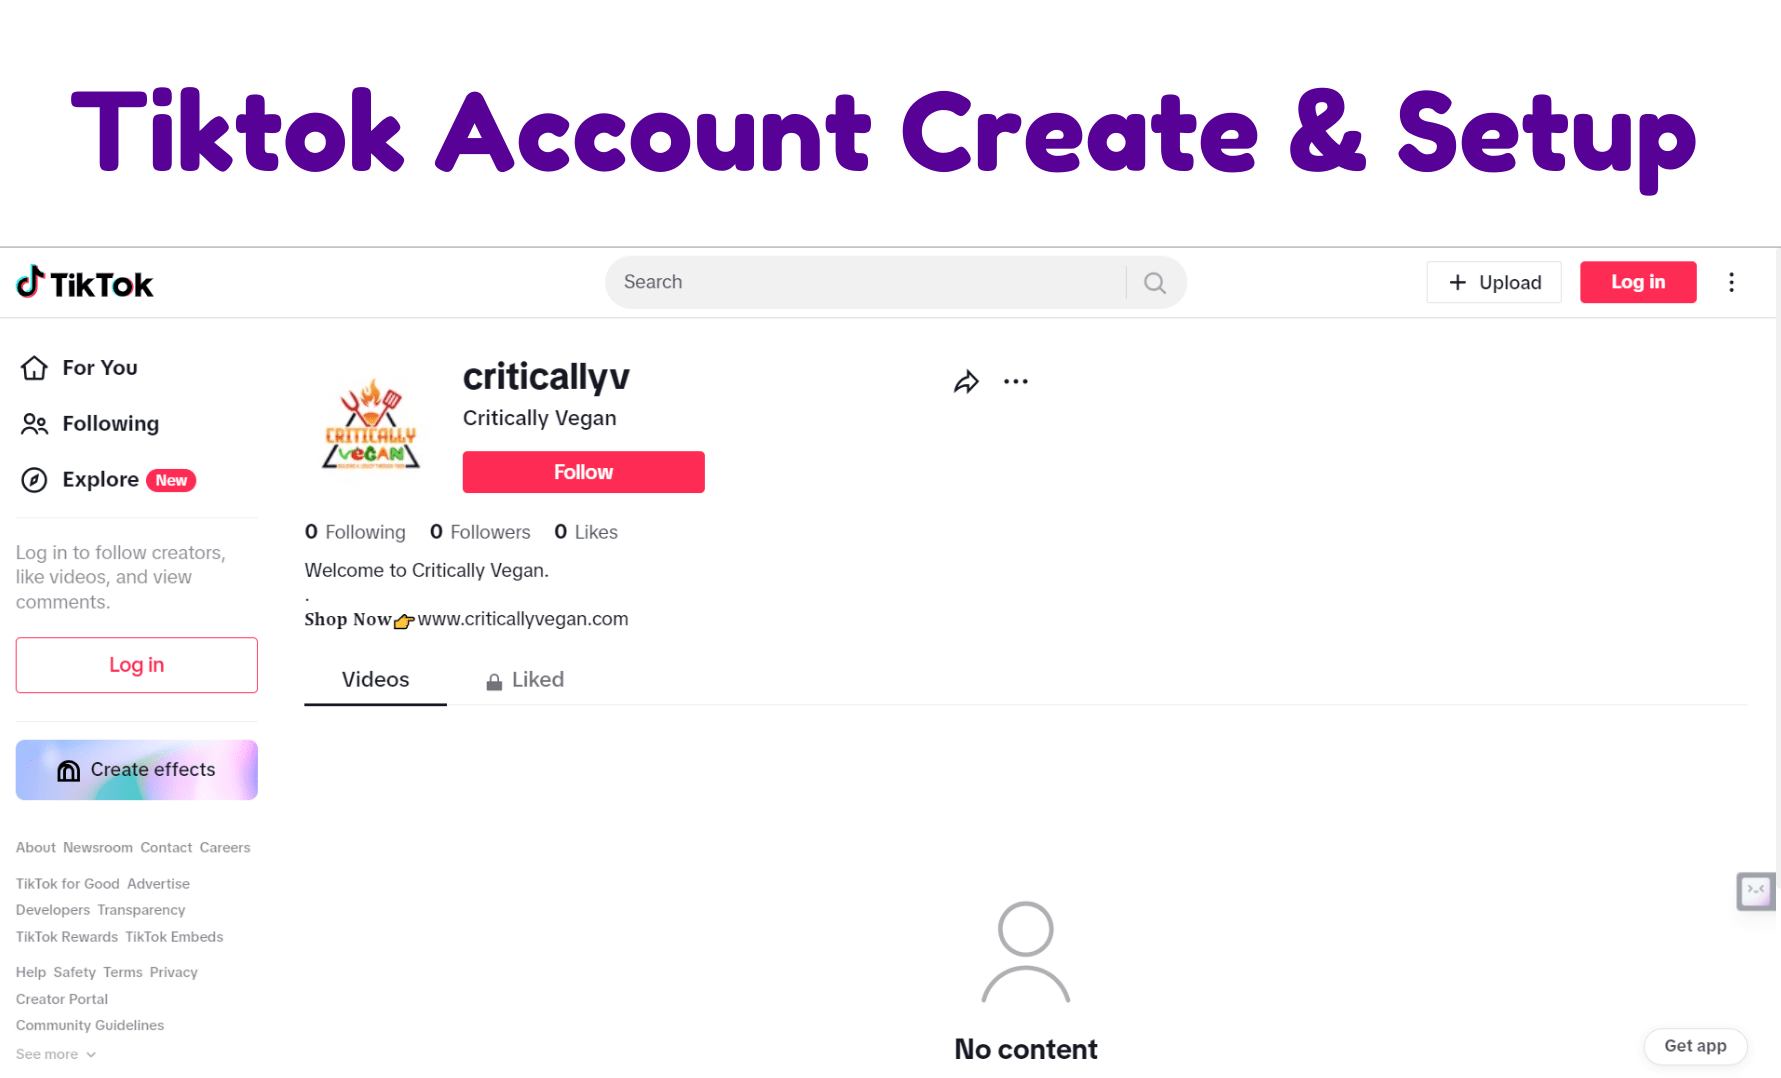 Tiktok Account Create & Setup
TikTok
Search
Upload
Log in
For You
Following
Explore New
Log in to follow creators,
like videos, and view
comments.
Log in
Create effects
About Newsroom Contact Careers
TikTok for Good Advertise
Developers Transparency
TikTok Rewards TikTok Embeds
Help Safety Terms Privacy
Creator Portal
Community Guidelines
See more
CRITICALLY
VEGAN
criticallyv
Critically Vegan
Follow
0 Following 0 Followers 0 Likes
Welcome to Critically Vegan.
.
Shop Now👉www.criticallyvegan.com
Videos
Liked
No content
Get app